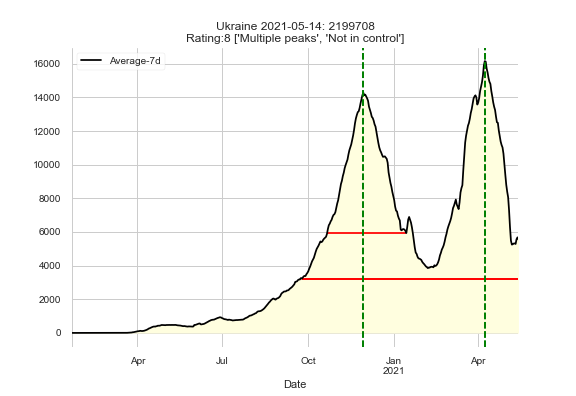 Ukraine 2021-05-14: 2199708
Rating:8 ['Multiple peaks', 'Not in control']
Average-7d
16000
14000
12000
10000
8000
6000
4000
2000
0
Apr Jul Oct Jan Apr
2021
Date